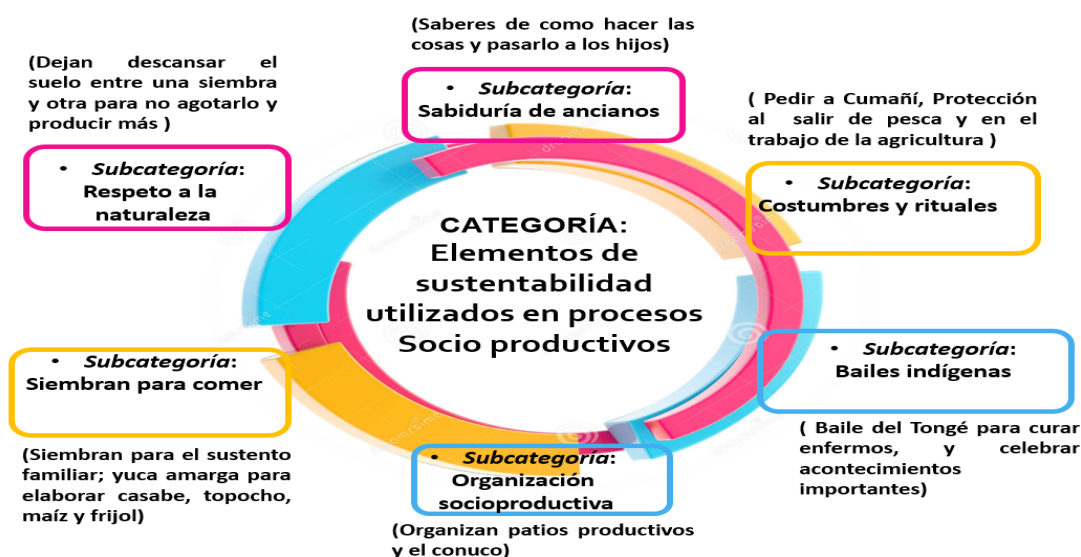 (Saberes de como hacer las
cosas y pasarlo a los hijos)
• Subcategoría:
Sabiduría de ancianos
(Dejan descansar el
suelo entre una siembra
y otra para no agotarlo y
producir más )
• Subcategoría:
Respeto a la
naturaleza
( Pedir a Cumañí, Protección
al salir de pesca y en el
trabajo de la agricultura )
• Subcategoría:
Costumbres y rituales
CATEGORÍA:
Elementos de
sustentabilidad
utilizados en procesos
Socio productivos
• Subcategoría:
Siembran para comer
(Siembran para el sustento
familiar; yuca amarga para
elaborar casabe, topocho,
maíz y frijol)
• Subcategoría:
Bailes indígenas
( Baile del Tongé para curar
enfermos, y celebrar
acontecimientos
importantes)
• Subcategoría:
Organización
socioproductiva
(Organizan patios productivos
y el conuco)